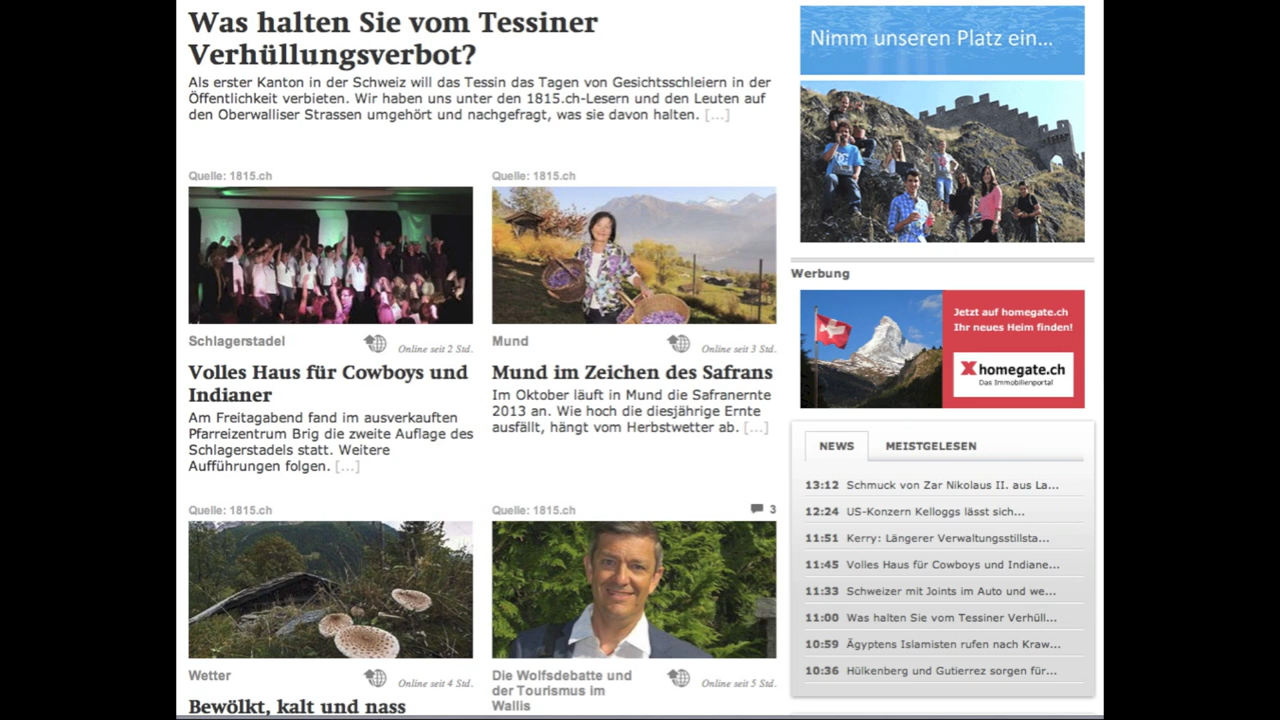 Was halten Sie vom Tessiner
Verhüllungsverbot?
Als erster Kanton in der Schweiz will das Tessin das Tagen von Gesichtsschleiern in der
Öffentlichkeit verbieten. Wir haben uns unter den 1815.ch-Lesern und den Leuten auf
den Oberwalliser Strassen umgehört und nachgefragt, was sie davon halten. [...]
Quelle: 1815.ch
Schlagerstadel
Online seit 2 Std.
Volles Haus für Cowboys und
Indianer
Am Freitagabend fand im ausverkauften
Pfarreizentrum Brig die zweite Auflage des
Schlagerstadels statt. Weitere
Aufführungen folgen. [...]
Quelle: 1815.ch
Mund
Online seit 3 Std.
Mund im Zeichen des Safrans
Im Oktober läuft in Mund die Safranernte
2013 an. Wie hoch die diesjährige Ernte
ausfällt, hängt vom Herbstwetter ab. [...]
Quelle: 1815.ch
Wetter
Online seit 4 Std.
Bewölkt, kalt und nass
Quelle: 1815.ch
3
Die Wolfsdebatte und
der Tourismus im
Wallis
Online seit 5 Std.
Nimm unseren Platz ein...
Werbung
Jetzt auf homegate.ch
Ihr neues Heim finden!
homegate.ch
Das Immobilienportal
NEWS MEISTGELESEN
13:12 Schmuck von Zar Nikolaus II. aus La...
12:24 US-Konzern Kelloggs lässt sich...
11:51 Kerry: Längerer Verwaltungsstillsta...
11:45 Volles Haus für Cowboys und Indiane...
11:33 Schweizer mit Joints im Auto und we...
11:00 Was halten Sie vom Tessiner Verhüll...
10:59 Ägyptens Islamisten rufen nach Kraw...
10:36 Hülkenberg und Gutierrez sorgen für...